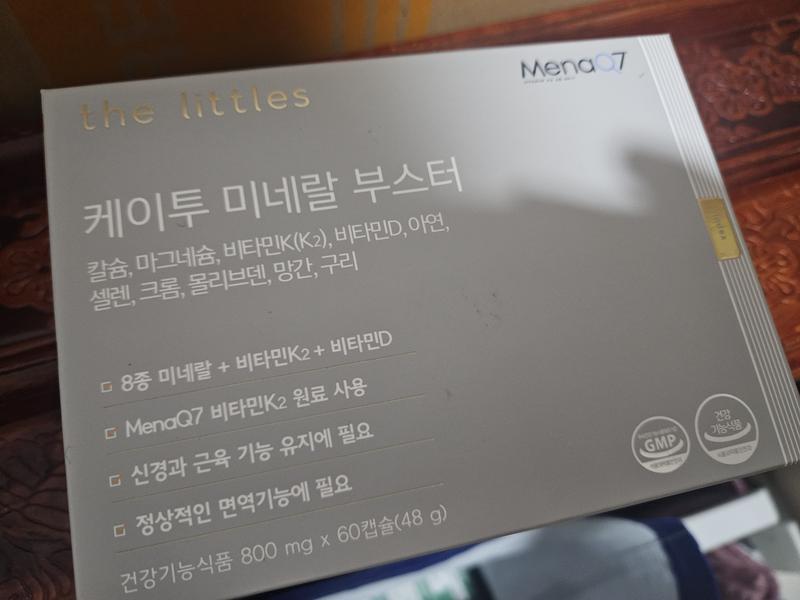 the littles
MenaQ7
케이투 미네랄 부스터
칼슘, 마그네슘, 비타민K(K2), 비타민D, 아연,
셀렌, 크롬, 몰리브덴, 망간, 구리
8종 미네랄 + 비타민K2 + 비타민D
MenaQ7 비타민K2 원료 사용
신경과 근육 기능 유지에 필요
정상적인 면역기능에 필요
건강기능식품 800 mg x 60캡슐(48 g)
GMP
건강
기능식품